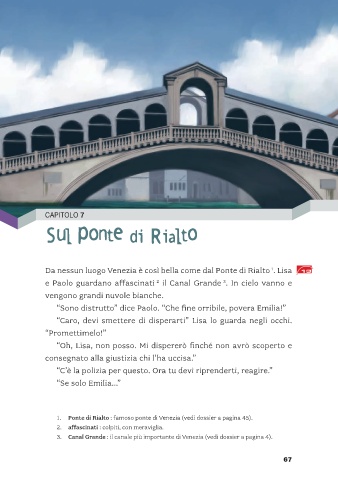 CAPITOLO 7
Sul ponte di Rialto
Da nessun luogo Venezia è così bella come dal Ponte di Rialto ¹. Lisa
e Paolo guardano affascinati ² il Canal Grande ³. In cielo vanno e
vengono grandi nuvole bianche.
“Sono distrutto” dice Paolo. “Che fine orribile, povera Emilia!”
“Caro, devi smettere di disperarti” Lisa lo guarda negli occhi.
“Promettimelo!”
“Oh, Lisa, non posso. Mi dispererò finché non avrò scoperto e
consegnato alla giustizia chi l’ha uccisa.”
“C’è la polizia per questo. Ora tu devi riprenderti, reagire.”
“Se solo Emilia...”
1. Ponte di Rialto : famoso ponte di Venezia (vedi dossier a pagina 45).
2. affascinati : colpiti, con meraviglia.
3. Canal Grande : il canale più importante di Venezia (vedi dossier a pagina 4).
67